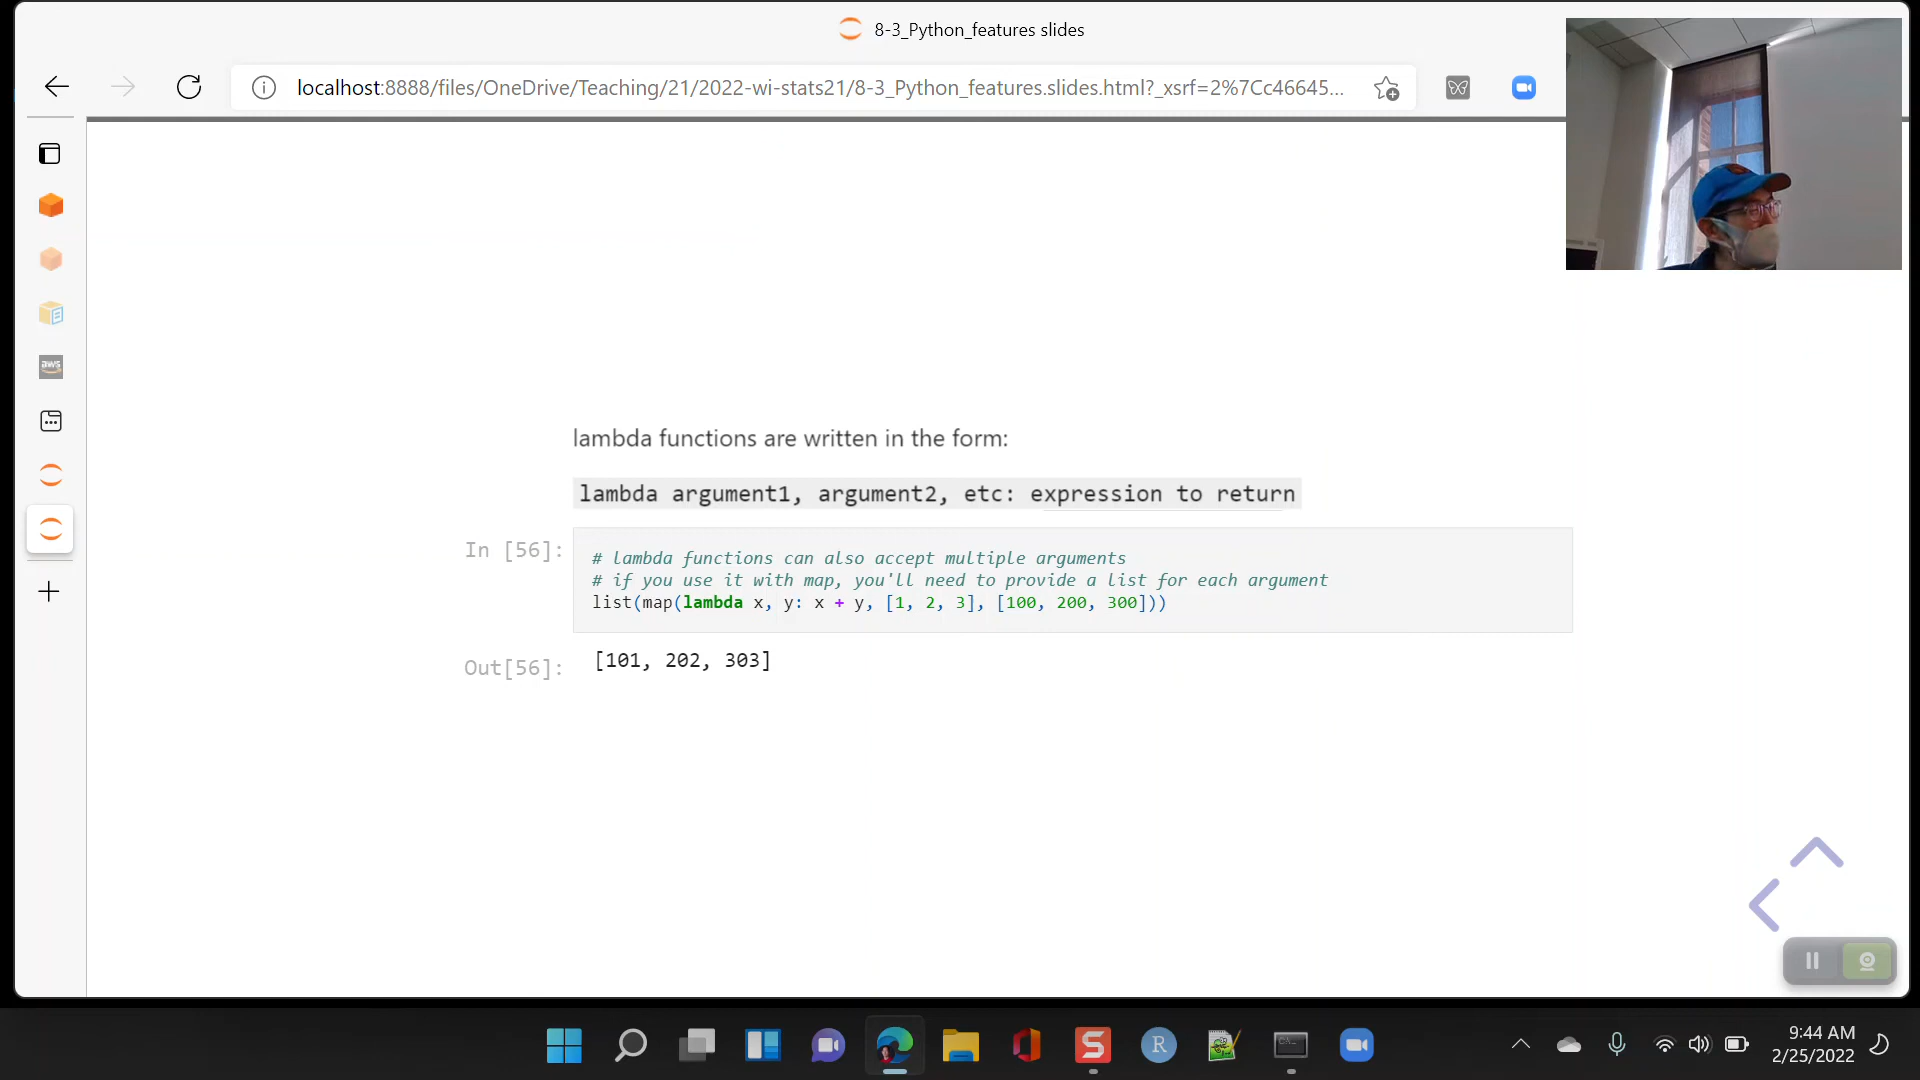 8-3_Python_features slides
localhost:8888/files/OneDrive/Teaching/21/2022-wi-stats21/8-3_Python_features.slides.html?_xsrf=2%7Cc46645...
aws
lambda functions are written in the form:
lambda argument1, argument2, etc: expression to return
In [56]:
# lambda functions can also accept multiple arguments
# if you use it with map, you'll need to provide a list for each argument
list(map(lambda x, y: x + y, [1, 2, 3], [100, 200, 300]))
Out[56]:
[101, 202, 303]
S
R
9:44 AM
2/25/2022